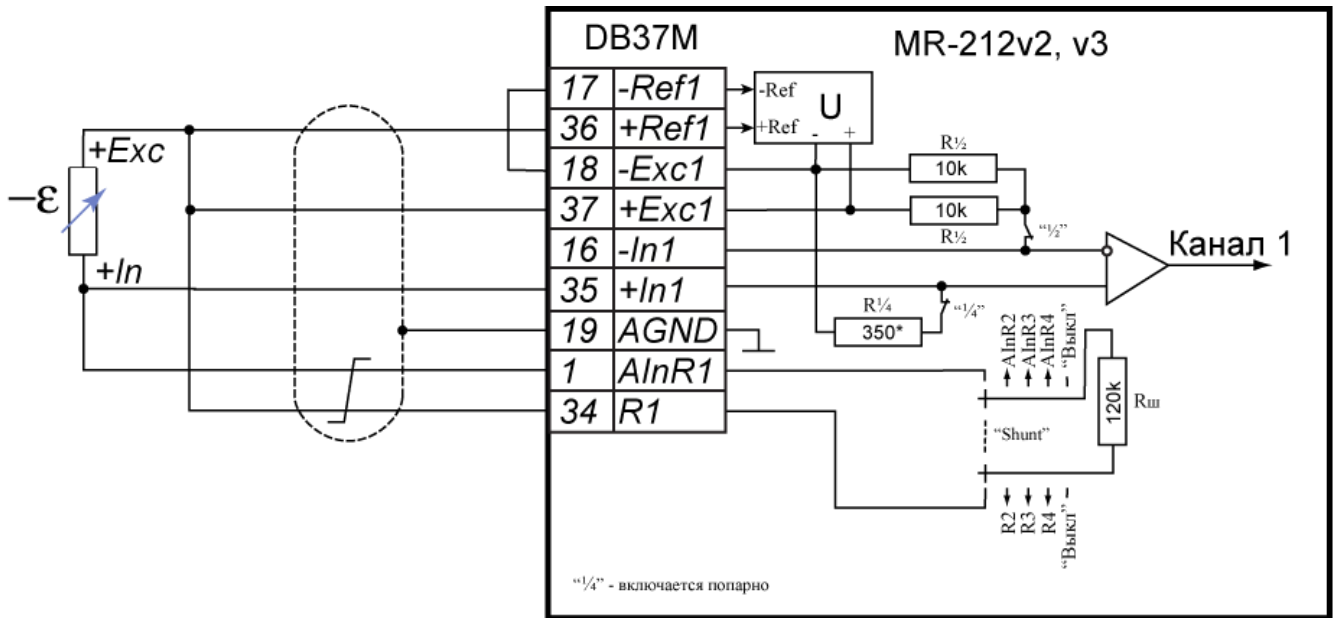 DB37M
MR-212v2, v3
17 -Ref1
36 +Ref1
18 -Exc1
37 +Exc1
16 -In1
35 +In1
19 AGND
1 AInR1
34 R1
+Exc
−ε
+In
-Ref
+Ref
U
- +
R½
10k
10k
R½
“½”
Канал 1
R¼
350*
“¼”
AInR2
AInR3
AInR4
“Выкл”
120k
Rш
“Shunt”
R2
R3
R4
“Выкл”
“¼” - включается попарно